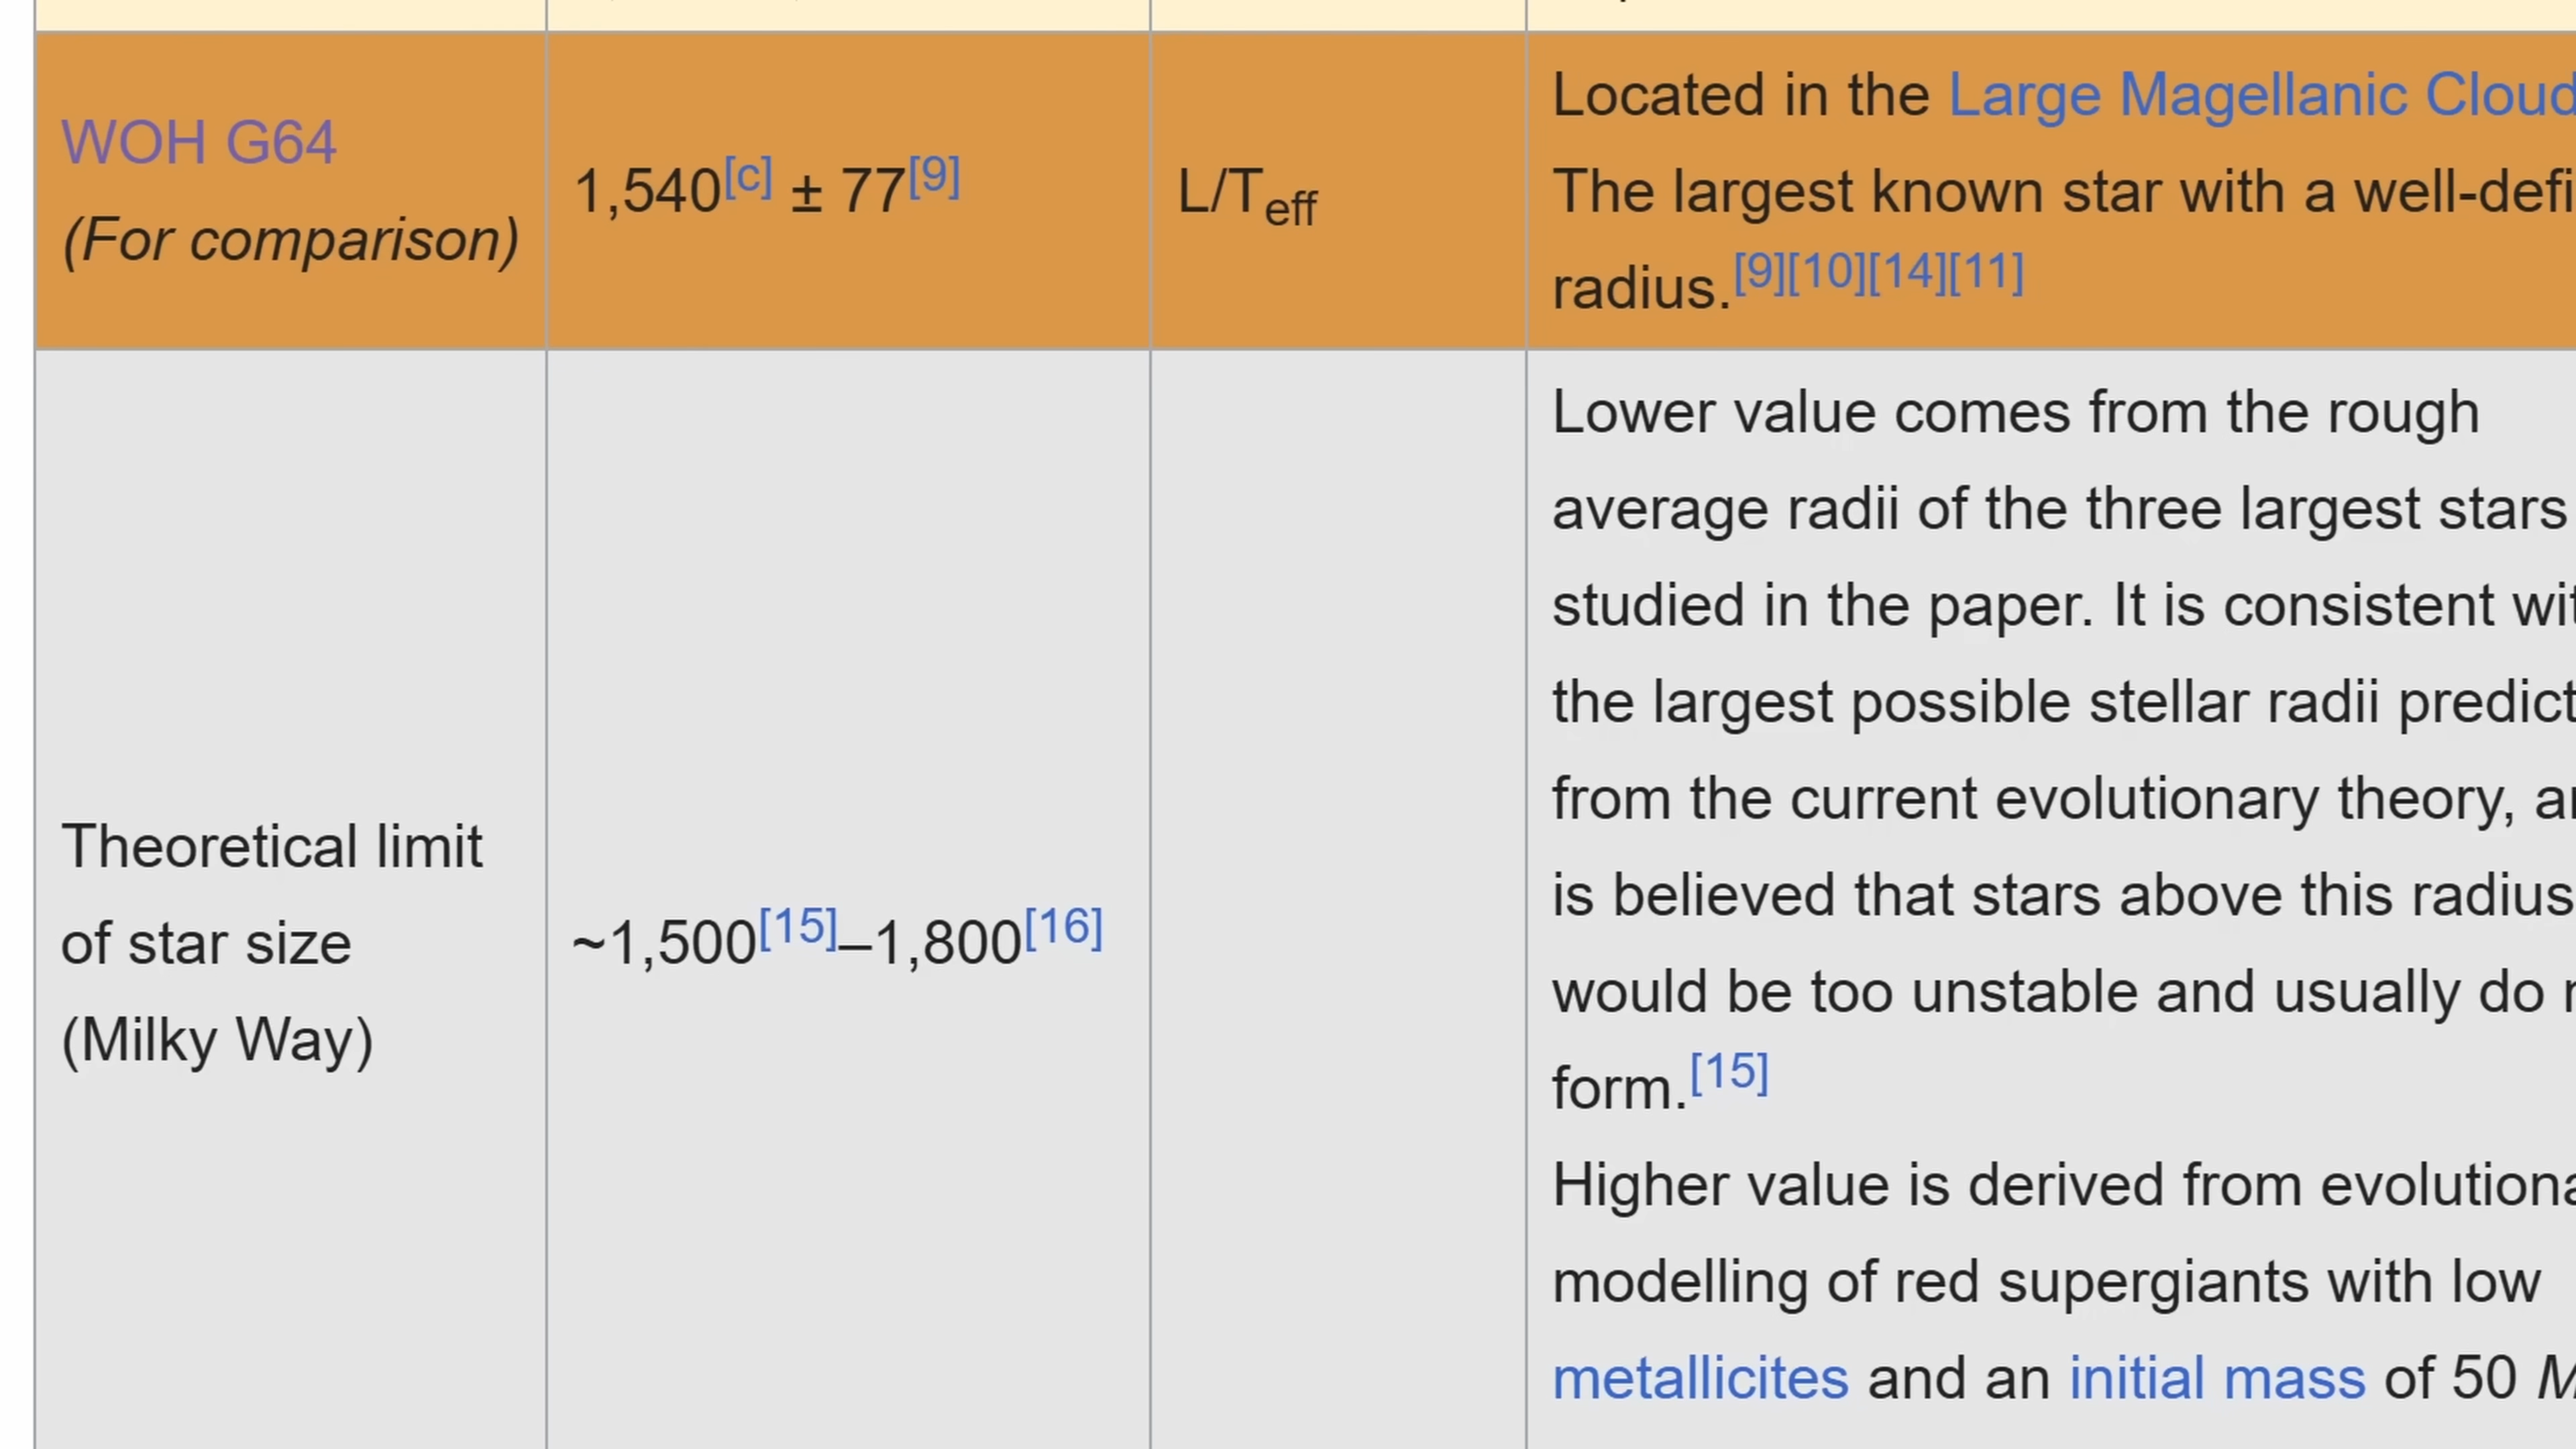 WOH G64
(For comparison)
1,540[c] ± 77[9]
L/Teff
Located in the Large Magellanic Cloud
The largest known star with a well-defi
radius.[9][10][14][11]
Theoretical limit
of star size
(Milky Way)
~1,500[15]–1,800[16]
Lower value comes from the rough
average radii of the three largest stars
studied in the paper. It is consistent wit
the largest possible stellar radii predict
from the current evolutionary theory, a
is believed that stars above this radius
would be too unstable and usually do
form.[15]
Higher value is derived from evolutiona
modelling of red supergiants with low
metallicites and an initial mass of 50 M